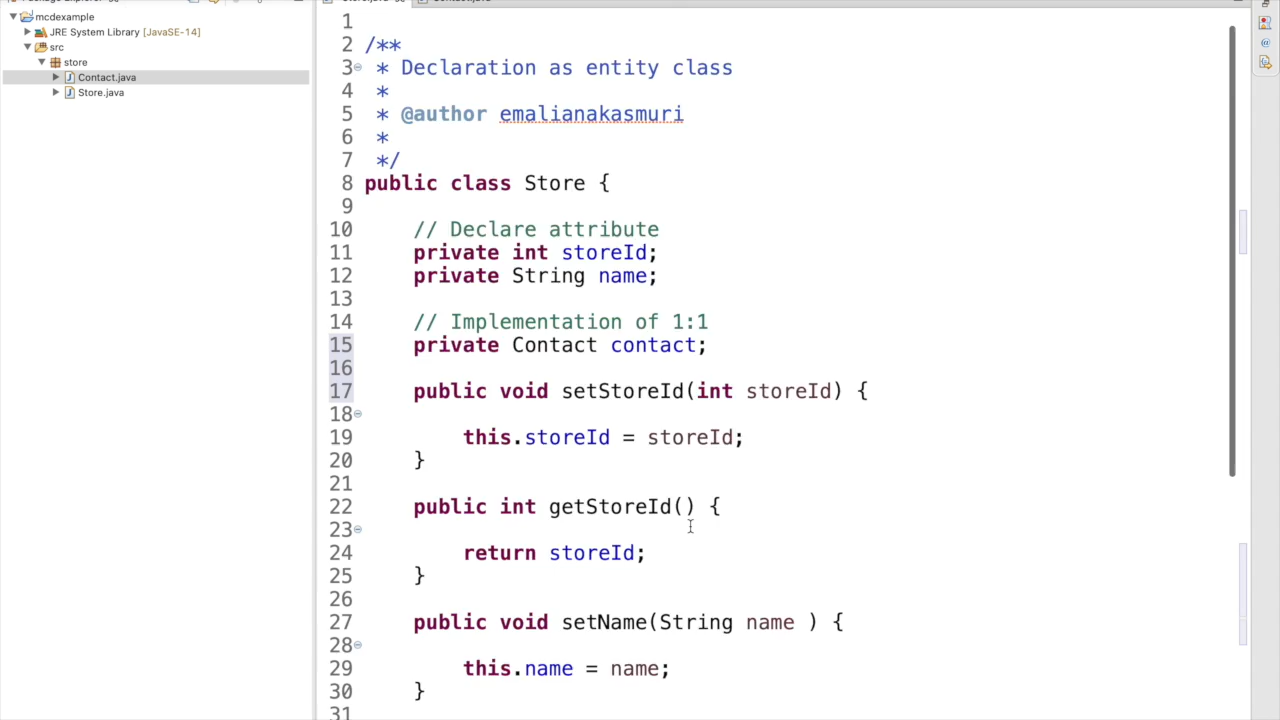 mcdexample
JRE System Library [JavaSE-14]
src
store
Contact.java
Store.java
1
2 /**
3 * Declaration as entity class
4 *
5 * @author emalianakasmuri
6 *
7 */
8 public class Store {
9
10 // Declare attribute
11 private int storeId;
12 private String name;
13
14 // Implementation of 1:1
15 private Contact contact;
16
17 public void setStoreId(int storeId) {
18
19 this.storeId = storeId;
20 }
21
22 public int getStoreId() {
23
24 return storeId;
25 }
26
27 public void setName(String name ) {
28
29 this.name = name;
30 }
31